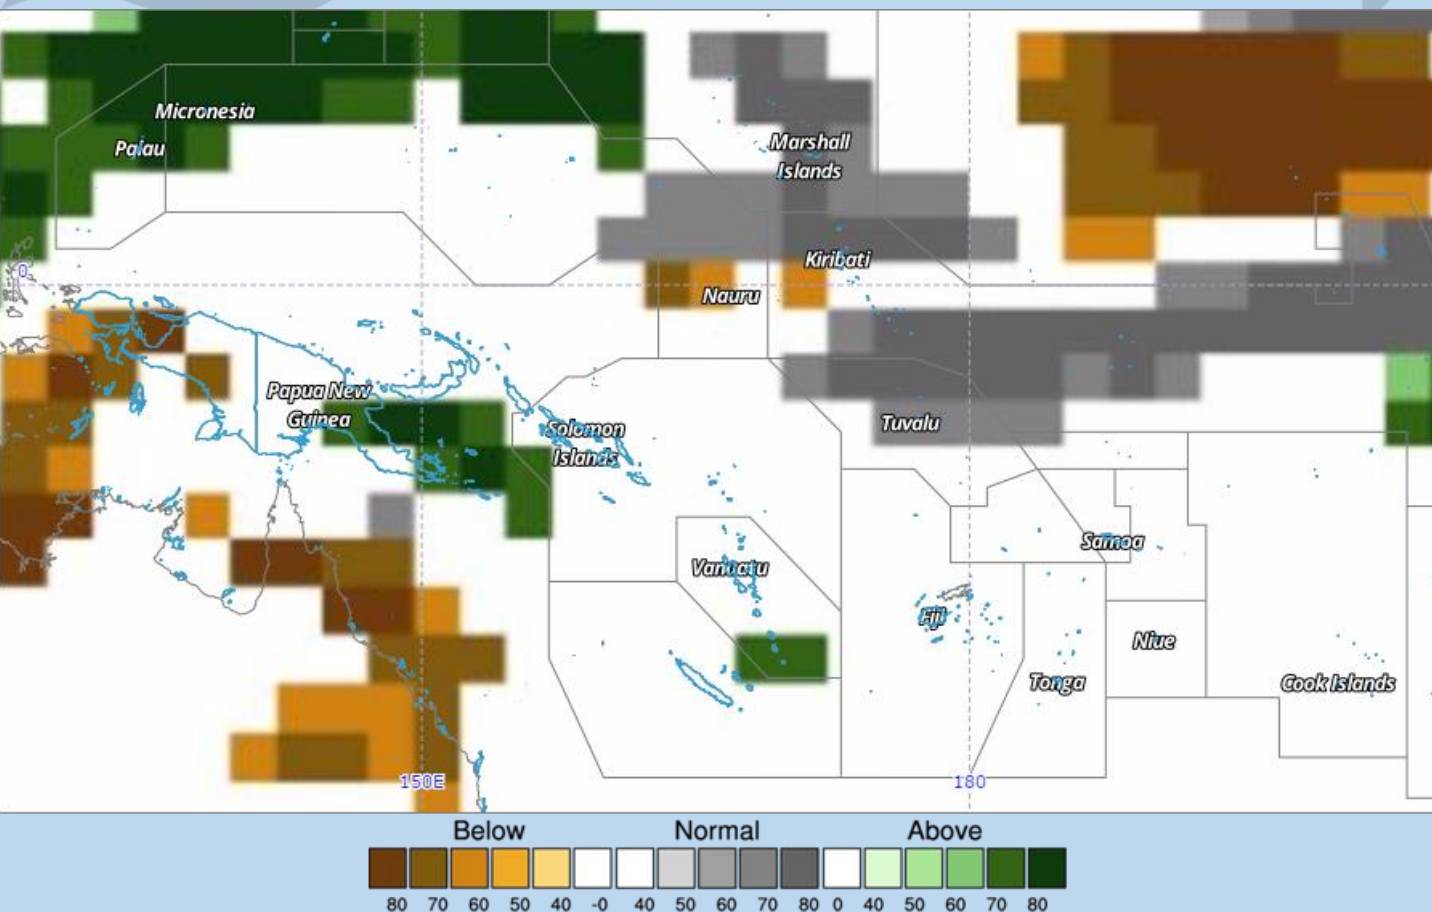 Micronesia
Palau
Marshall
Islands
Kiribati
0
Nauru
Papua New
Guinea
Solomon
Islands
Tuvalu
Samoa
Vanuatu
Fiji
Niue
Tonga
Cook Islands
150E
180
Below Normal Above
80 70 60 50 40 -0 40 50 60 70 80 0 40 50 60 70 80